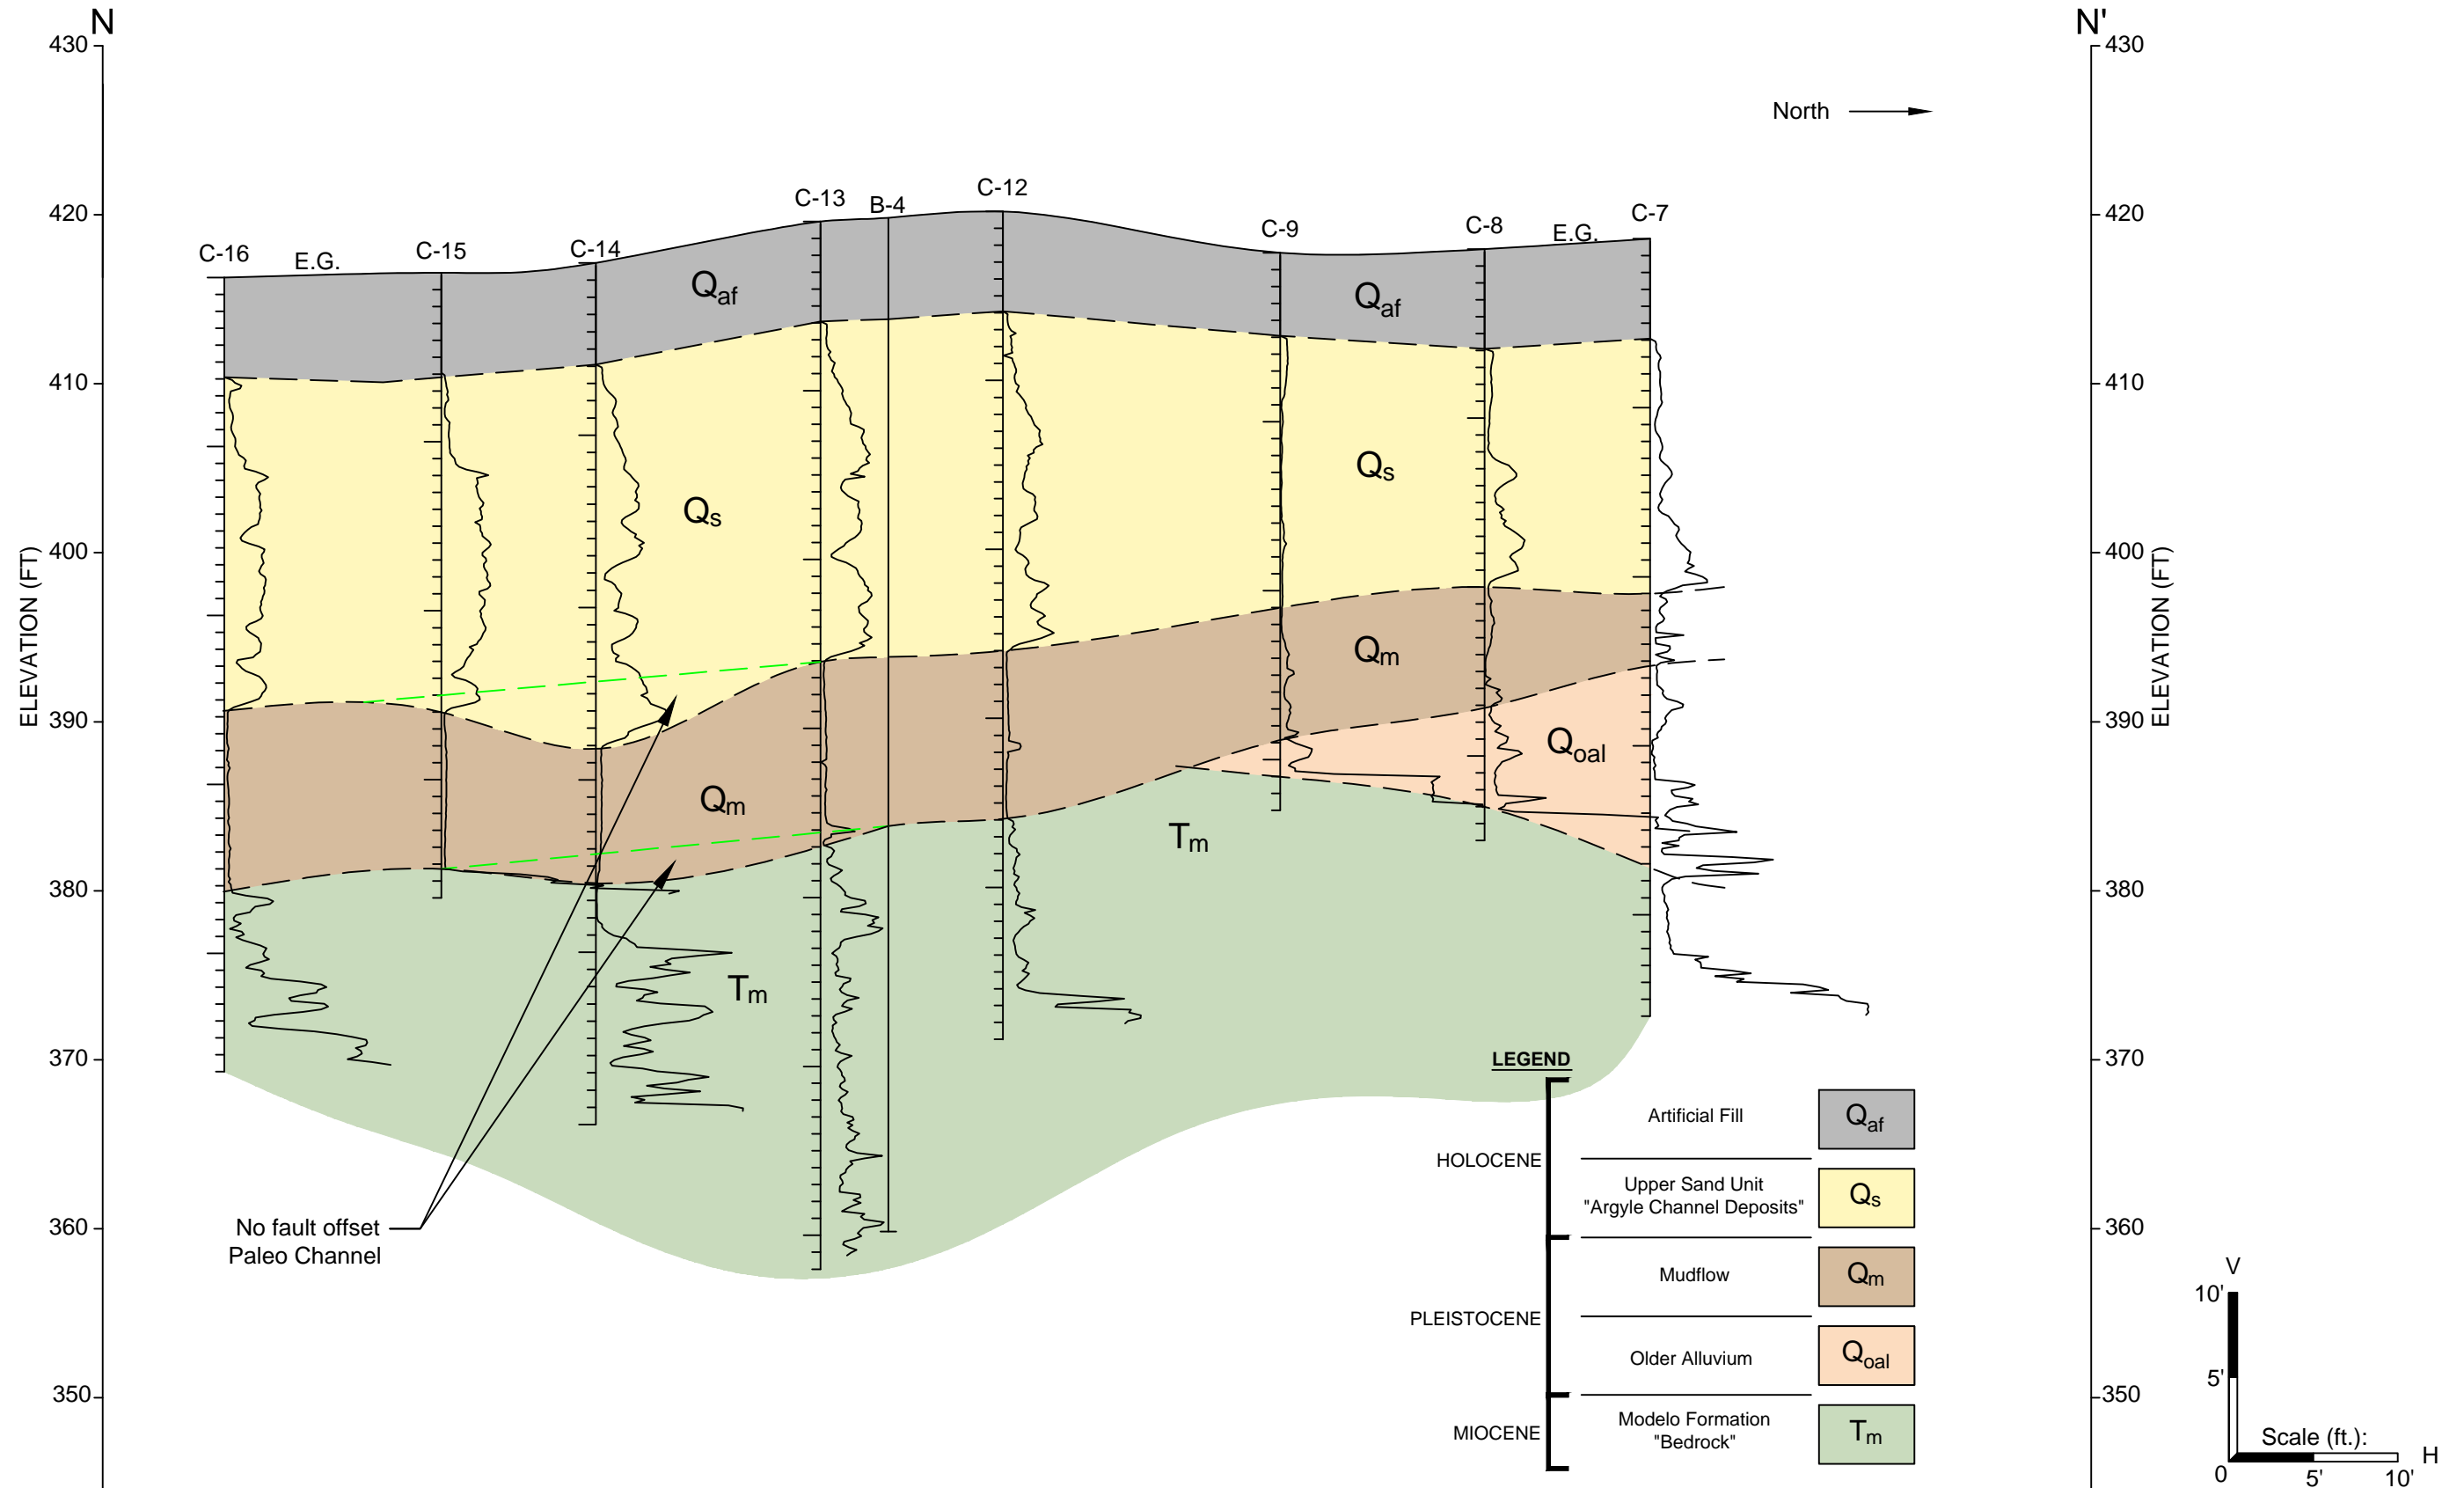 N
N'
430
430
North
C-12
C-13
B-4
420
420
C-7
C-8
C-9
E.G.
C-14
C-15
C-16
E.G.
Qaf
Qaf
410
410
Qs
Qs
400
400
ELEVATION (FT)
ELEVATION (FT)
Qm
390
390
Qoal
Qm
Tm
380
380
Tm
370
370
LEGEND
Artificial Fill
Qaf
HOLOCENE
Upper Sand Unit
"Argyle Channel Deposits"
Qs
No fault offset
Paleo Channel
360
360
Mudflow
Qm
PLEISTOCENE
Older Alluvium
Qoal
350
350
MIOCENE
Modelo Formation
"Bedrock"
Tm
V
10'
5'
Scale (ft.):
H
0
5'
10'